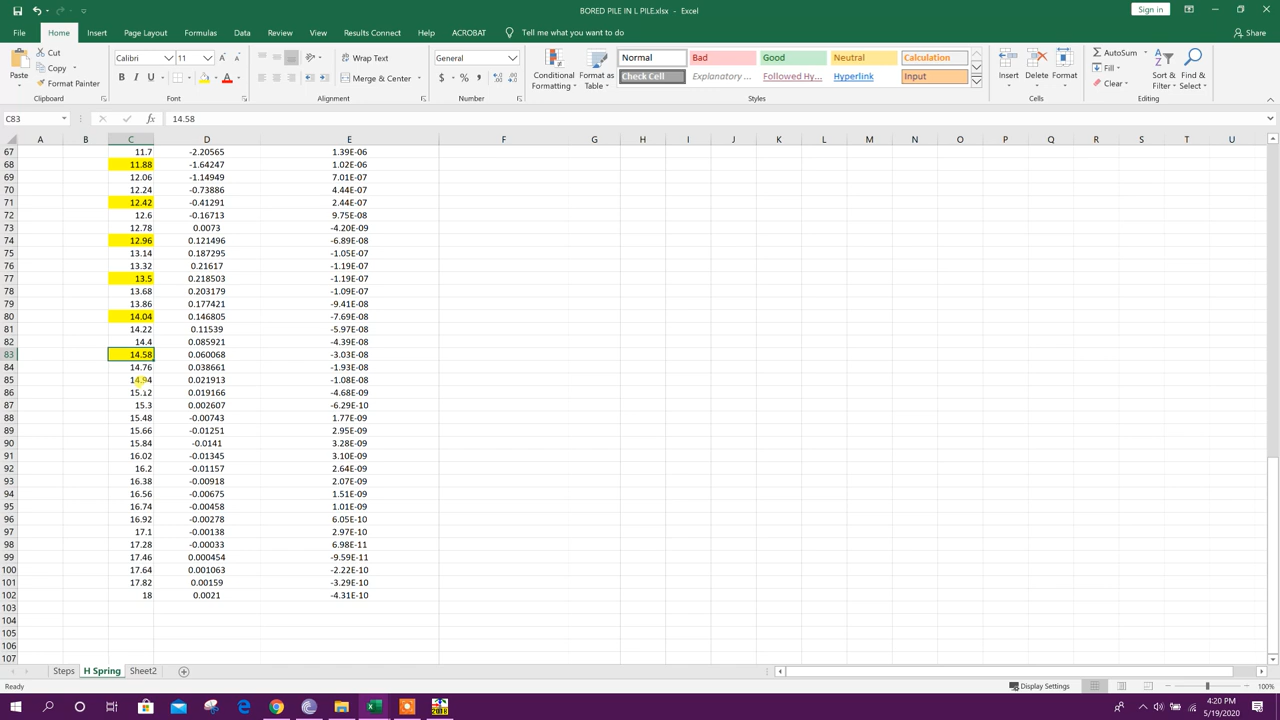 BORED PILE IN L PILE.xlsx - Excel
Sign in
File Home Insert Page Layout Formulas Data Review View Results Connect Help ACROBAT Tell me what you want to do
Share
Paste
Cut
Copy
Format Painter
Clipboard
Calibri 11
B I U
Font
Wrap Text
Merge & Center
Alignment
General
$ % ,
Number
Conditional Formatting
Format as Table
Normal Bad Good Neutral Calculation
Check Cell Explanatory ... Followed Hy... Hyperlink Input
Styles
Insert Delete Format
Cells
AutoSum
Fill
Clear
Sort & Filter
Find & Select
Editing
C83 fx 14.58
A B C D E F G H I J K L M N O P Q R S T U
67 11.7 -2.20565 1.39E-06
68 11.88 -1.64247 1.02E-06
69 12.06 -1.14949 7.01E-07
70 12.24 -0.73886 4.44E-07
71 12.42 -0.41291 2.44E-07
72 12.6 -0.16713 9.75E-08
73 12.78 0.0073 -4.20E-09
74 12.96 0.121496 -6.89E-08
75 13.14 0.187295 -1.05E-07
76 13.32 0.21617 -1.19E-07
77 13.5 0.218503 -1.19E-07
78 13.68 0.203179 -1.09E-07
79 13.86 0.177421 -9.41E-08
80 14.04 0.146805 -7.69E-08
81 14.22 0.11539 -5.97E-08
82 14.4 0.085921 -4.39E-08
83 14.58 0.060068 -3.03E-08
84 14.76 0.038661 -1.93E-08
85 14.94 0.021913 -1.08E-08
86 15.12 0.019166 -4.68E-09
87 15.3 0.002607 -6.29E-10
88 15.48 -0.00743 1.77E-09
89 15.66 -0.01251 2.95E-09
90 15.84 -0.0141 3.28E-09
91 16.02 -0.01345 3.10E-09
92 16.2 -0.01157 2.64E-09
93 16.38 -0.00918 2.07E-09
94 16.56 -0.00675 1.51E-09
95 16.74 -0.00458 1.01E-09
96 16.92 -0.00278 6.05E-10
97 17.1 -0.00138 2.97E-10
98 17.28 -0.00033 6.98E-11
99 17.46 0.000454 -9.59E-11
100 17.64 0.001063 -2.22E-10
101 17.82 0.00159 -3.29E-10
102 18 0.0021 -4.31E-10
103
104
105
106
107
Steps H Spring Sheet2
Ready
Display Settings
100%
4:20 PM
5/19/2020